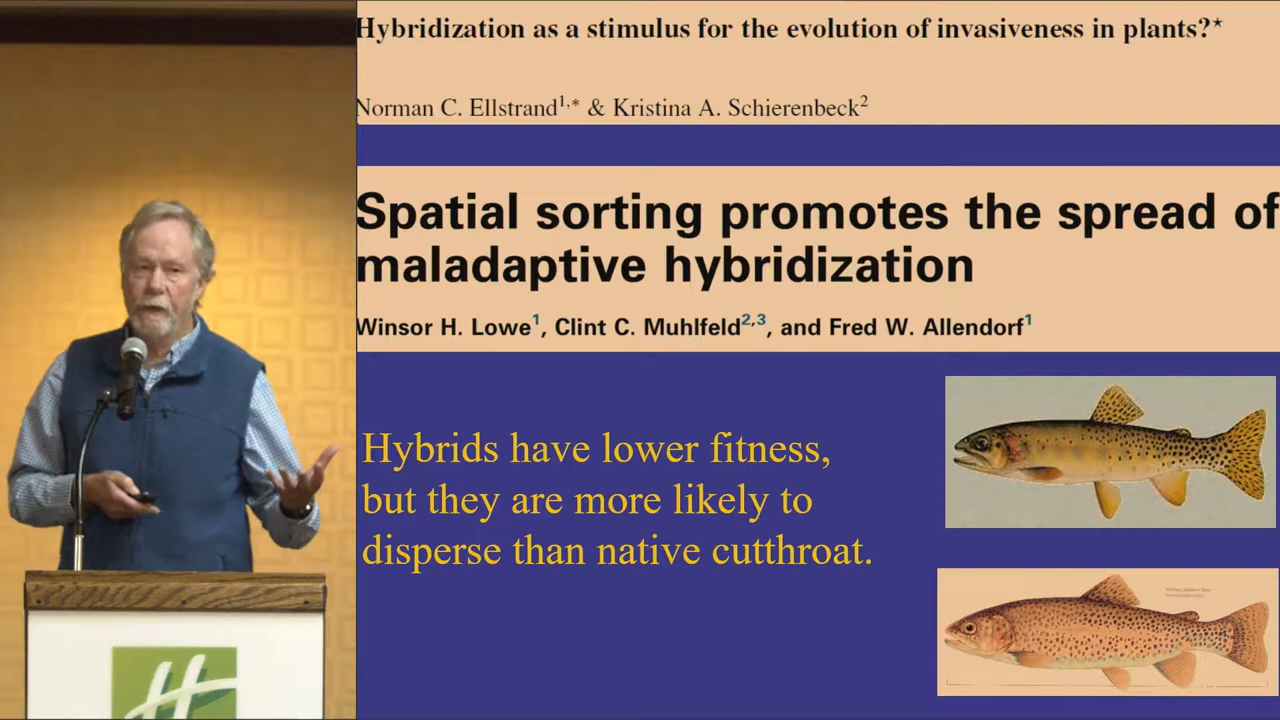 Hybridization as a stimulus for the evolution of invasiveness in plants?*
Norman C. Ellstrand1,* & Kristina A. Schierenbeck2
Spatial sorting promotes the spread of
maladaptive hybridization
Winsor H. Lowe1, Clint C. Muhlfeld2,3, and Fred W. Allendorf1
Hybrids have lower fitness,
but they are more likely to
disperse than native cutthroat.
H